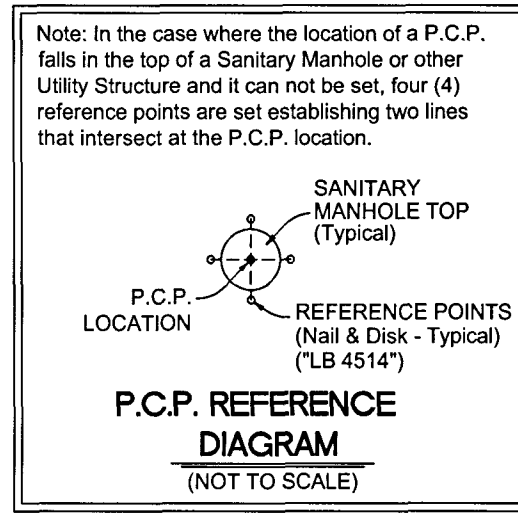 Note: In the case where the location of a P.C.P.
falls in the top of a Sanitary Manhole or other
Utility Structure and it can not be set, four (4)
reference points are set establishing two lines
that intersect at the P.C.P. location.
SANITARY
MANHOLE TOP
(Typical)
P.C.P.
LOCATION
REFERENCE POINTS
(Nail & Disk - Typical)
("LB 4514")
P.C.P. REFERENCE
DIAGRAM
(NOT TO SCALE)